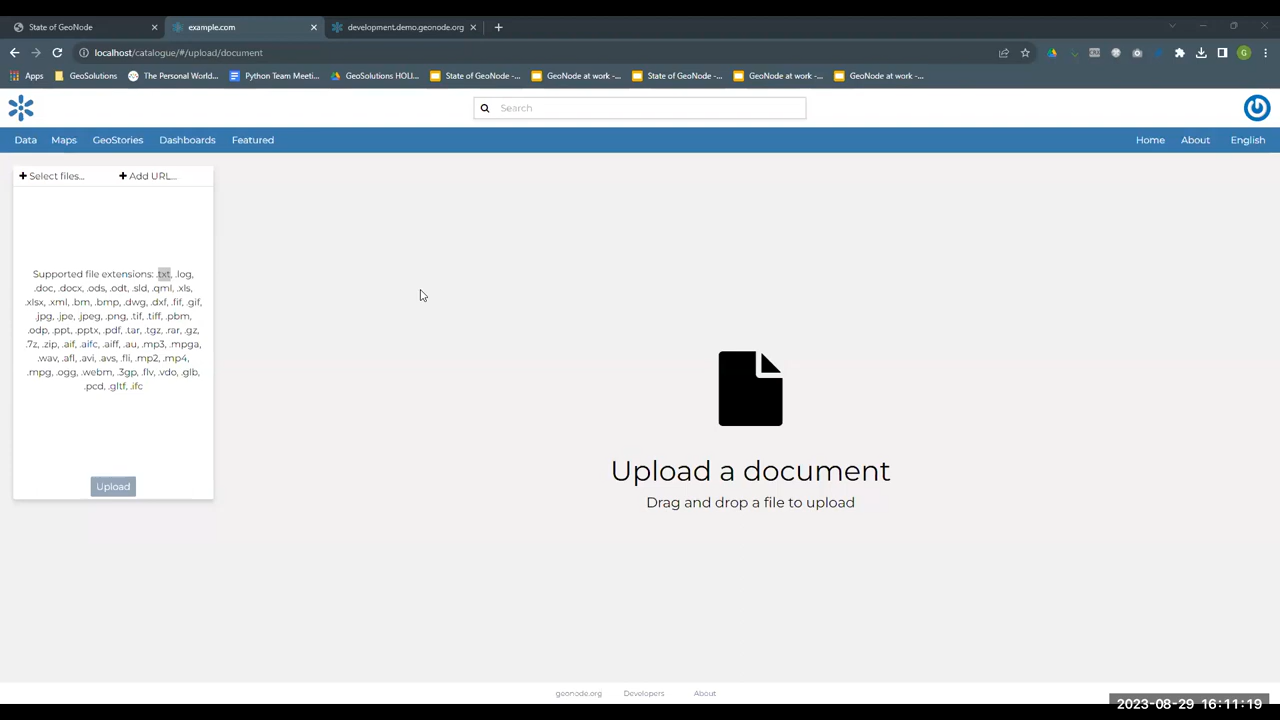 State of GeoNode
example.com
development.demo.geonode.org
localhost/catalogue/#/upload/document
G
Apps
GeoSolutions
The Personal World...
Python Team Meeti...
GeoSolutions HOLI...
State of GeoNode -...
GeoNode at work -...
State of GeoNode -...
GeoNode at work -...
GeoNode at work -...
Search
Data Maps GeoStories Dashboards Featured Home About English
+ Select files... + Add URL...
Supported file extensions: .txt, .log,
.doc, .docx, .ods, .odt, .sld, .qml, .xls,
.xlsx, .xml, .bm, .bmp, .dwg, .dxf, .fif, .gif,
.jpg, .jpe, .jpeg, .png, .tif, .tiff, .pbm,
.odp, .ppt, .pptx, .pdf, .tar, .tgz, .rar, .gz,
.7z, .zip, .aif, .aifc, .aiff, .au, .mp3, .mpga,
.wav, .afl, .avi, .avs, .fli, .mp2, .mp4,
.mpg, .ogg, .webm, .3gp, .flv, .vdo, .glb,
.pcd, .gltf, .ifc
Upload
Upload a document
Drag and drop a file to upload
geonode.org Developers About
2023-08-29 16:11:19